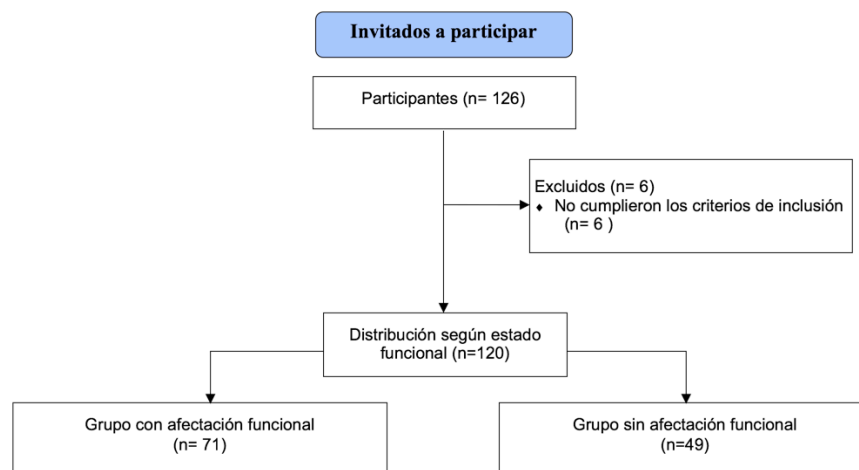 Invitados a participar
Participantes (n= 126)
Excluidos (n= 6)
♦ No cumplieron los criterios de inclusión
(n= 6 )
Distribución según estado
funcional (n=120)
Grupo con afectación funcional
(n= 71)
Grupo sin afectación funcional
(n=49)